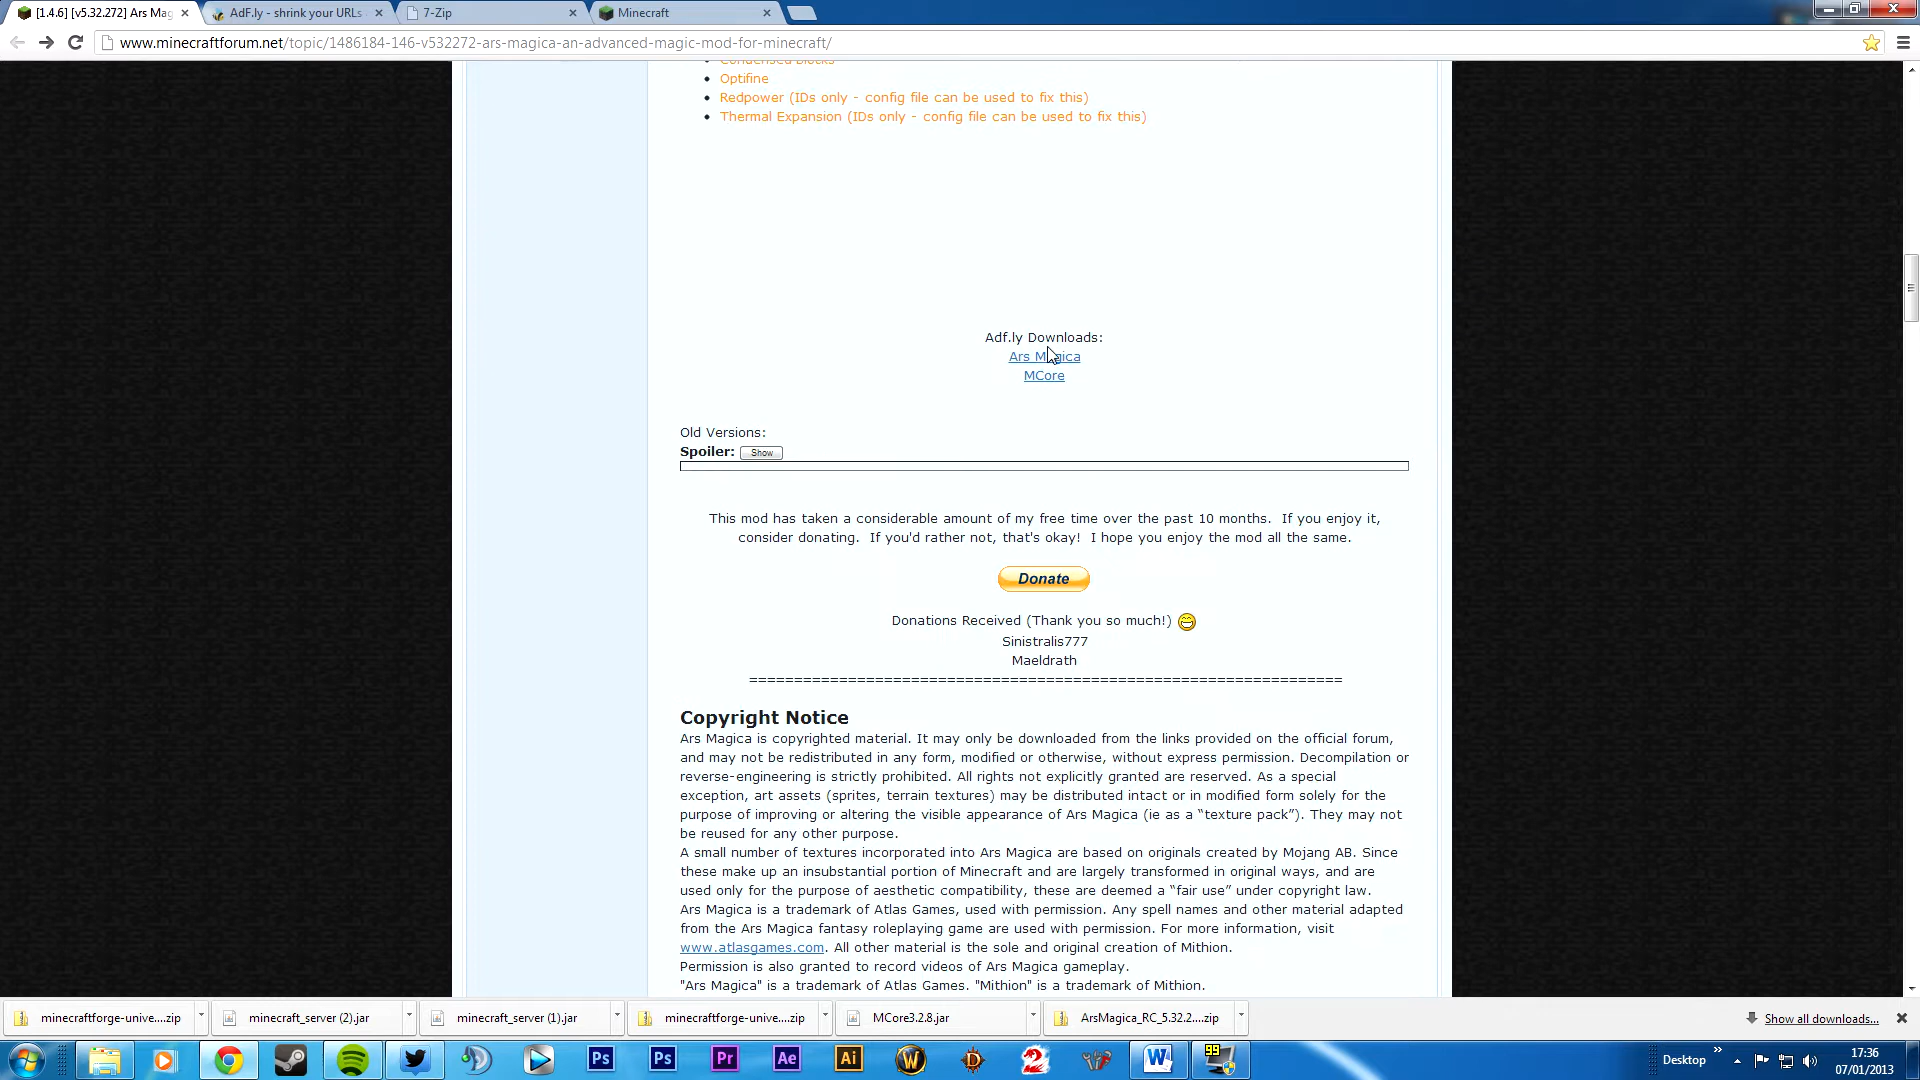 [1.4.6] [v5.32.272] Ars Mag
AdF.ly - shrink your URLs
7-Zip
Minecraft
www.minecraftforum.net/topic/1486184-146-v532272-ars-magica-an-advanced-magic-mod-for-minecraft/
Condensed Blocks
Optifine
Redpower (IDs only - config file can be used to fix this)
Thermal Expansion (IDs only - config file can be used to fix this)
Adf.ly Downloads:
Ars Magica
MCore
Old Versions:
Spoiler: Show
This mod has taken a considerable amount of my free time over the past 10 months. If you enjoy it,
consider donating. If you'd rather not, that's okay! I hope you enjoy the mod all the same.
Donate
Donations Received (Thank you so much!)
Sinistralis777
Maeldrath
==================================================================
Copyright Notice
Ars Magica is copyrighted material. It may only be downloaded from the links provided on the official forum,
and may not be redistributed in any form, modified or otherwise, without express permission. Decompilation or
reverse-engineering is strictly prohibited. All rights not explicitly granted are reserved. As a special
exception, art assets (sprites, terrain textures) may be distributed intact or in modified form solely for the
purpose of improving or altering the visible appearance of Ars Magica (ie as a “texture pack”). They may not
be reused for any other purpose.
A small number of textures incorporated into Ars Magica are based on originals created by Mojang AB. Since
these make up an insubstantial portion of Minecraft and are largely transformed in original ways, and are
used only for the purpose of aesthetic compatibility, these are deemed a “fair use” under copyright law.
Ars Magica is a trademark of Atlas Games, used with permission. Any spell names and other material adapted
from the Ars Magica fantasy roleplaying game are used with permission. For more information, visit
www.atlasgames.com. All other material is the sole and original creation of Mithion.
Permission is also granted to record videos of Ars Magica gameplay.
"Ars Magica" is a trademark of Atlas Games. "Mithion" is a trademark of Mithion.
minecraftforge-unive....zip
minecraft_server (2).jar
minecraft_server (1).jar
minecraftforge-unive....zip
MCore3.2.8.jar
ArsMagica_RC_5.32.2....zip
Show all downloads...
Ps
Ps
Pr
Ae
Ai
W
W
99
Desktop
17:36
07/01/2013